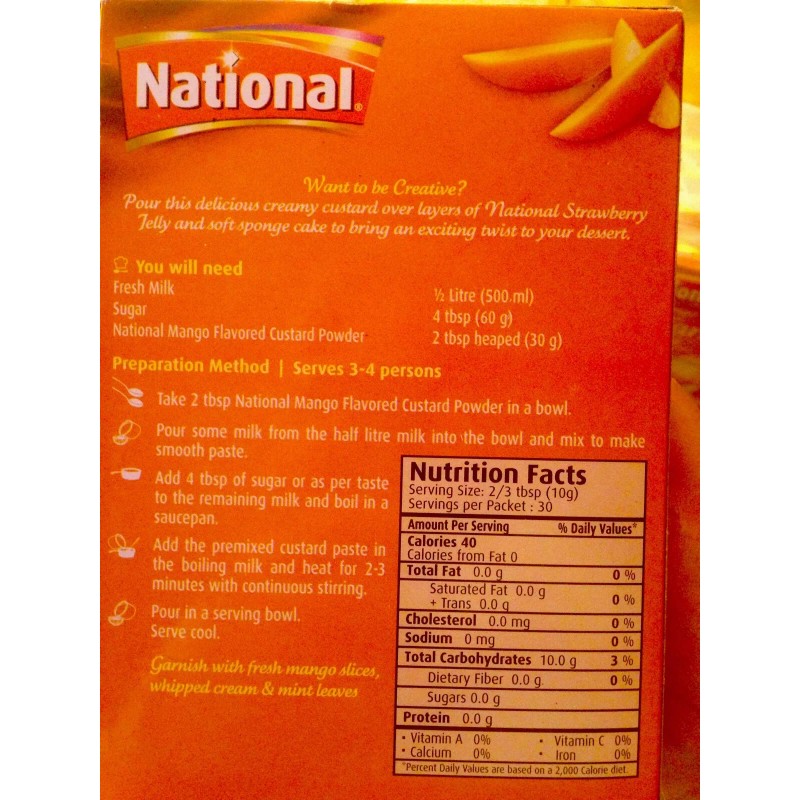 National®
Want to be Creative?
Pour this delicious creamy custard over layers of National Strawberry
Jelly and soft sponge cake to bring an exciting twist to your dessert.
You will need
Fresh Milk ½ Litre (500 ml)
Sugar 4 tbsp (60 g)
National Mango Flavored Custard Powder 2 tbsp heaped (30 g)
Preparation Method | Serves 3-4 persons
Take 2 tbsp National Mango Flavored Custard Powder in a bowl.
Pour some milk from the half litre milk into the bowl and mix to make
smooth paste.
Add 4 tbsp of sugar or as per taste
to the remaining milk and boil in a
saucepan.
Add the premixed custard paste in
the boiling milk and heat for 2-3
minutes with continuous stirring.
Pour in a serving bowl.
Serve cool.
Garnish with fresh mango slices,
whipped cream & mint leaves
Nutrition Facts
Serving Size: 2/3 tbsp (10g)
Servings per Packet : 30
Amount Per Serving % Daily Values*
Calories 40
Calories from Fat 0
Total Fat 0.0 g 0 %
Saturated Fat 0.0 g
+ Trans 0.0 g 0 %
Cholesterol 0.0 mg 0 %
Sodium 0 mg 0 %
Total Carbohydrates 10.0 g 3 %
Dietary Fiber 0.0 g 0 %
Sugars 0.0 g
Protein 0.0 g
• Vitamin A 0% • Vitamin C 0%
• Calcium 0% • Iron 0%
*Percent Daily Values are based on a 2,000 Calorie diet.